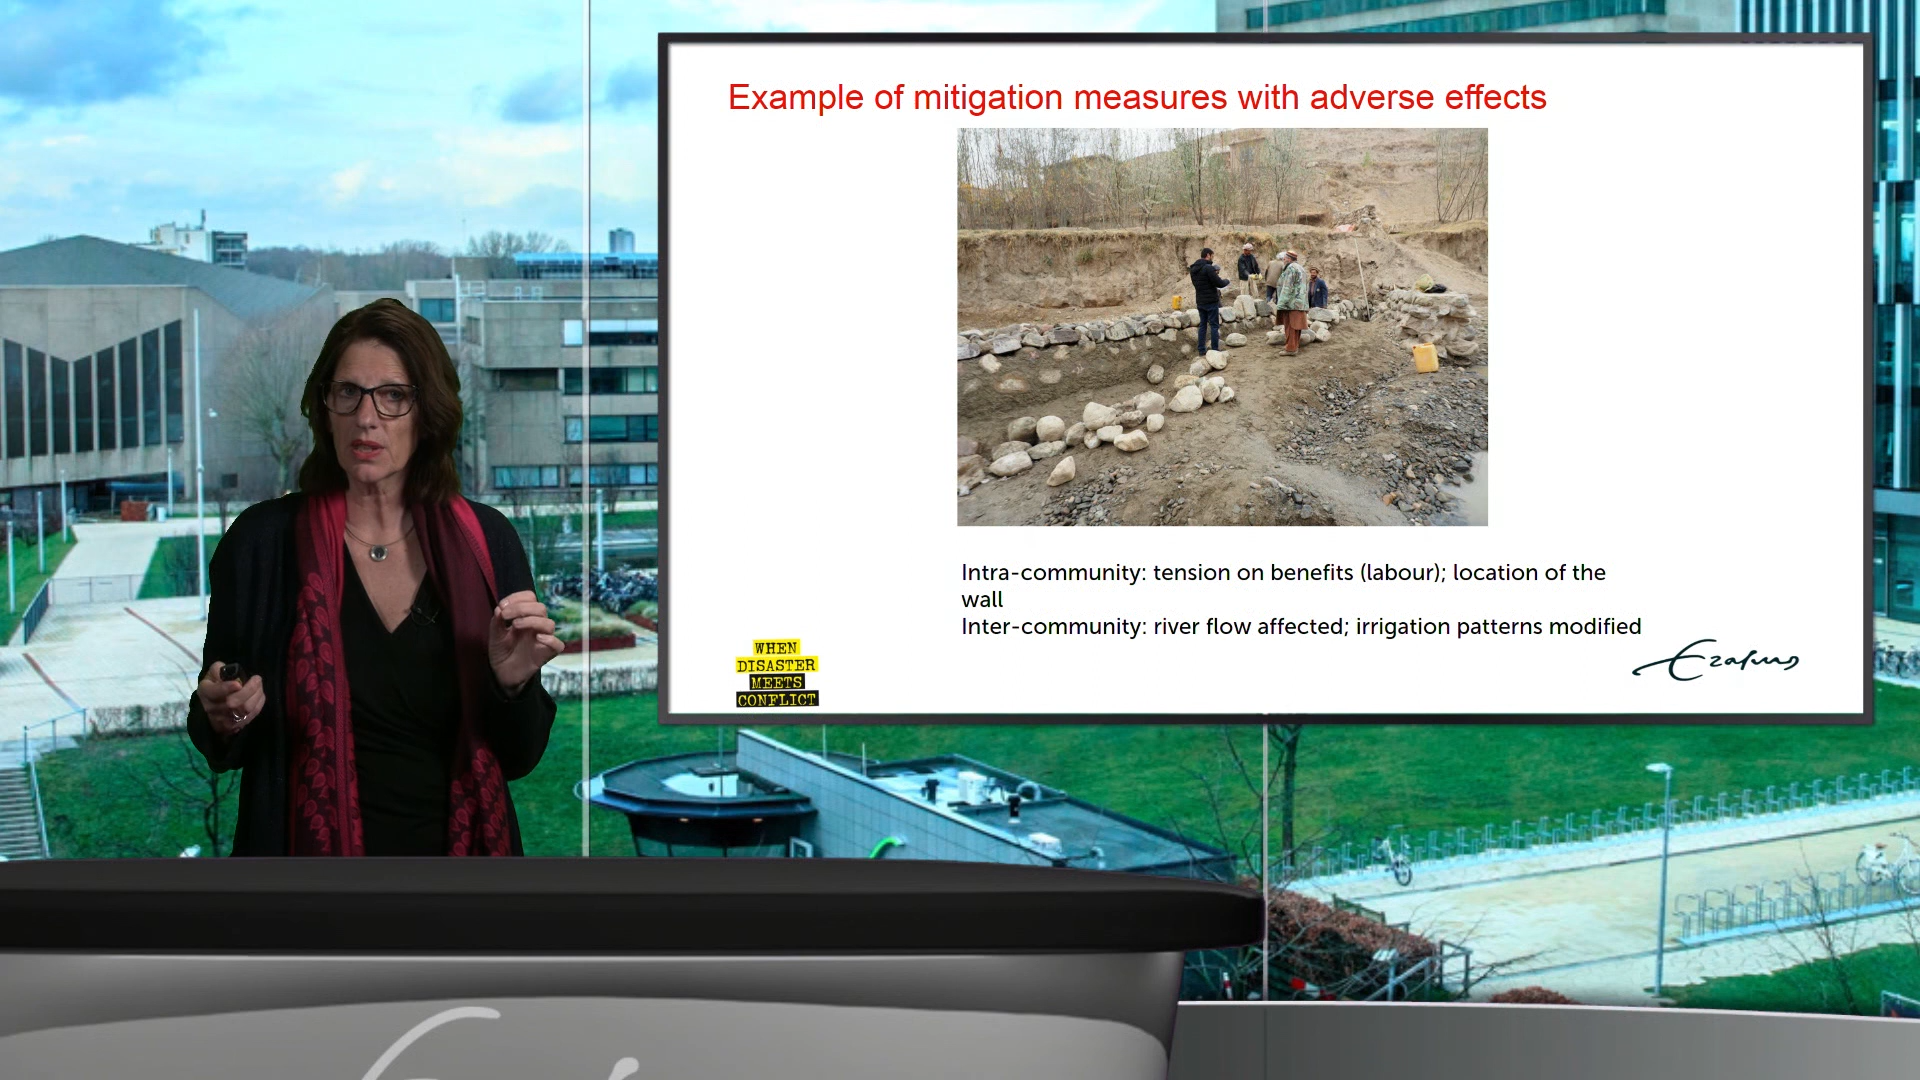 Example of mitigation measures with adverse effects
Intra-community: tension on benefits (labour); location of the
wall
Inter-community: river flow affected; irrigation patterns modified
WHEN
DISASTER
MEETS
CONFLICT
Erasmus